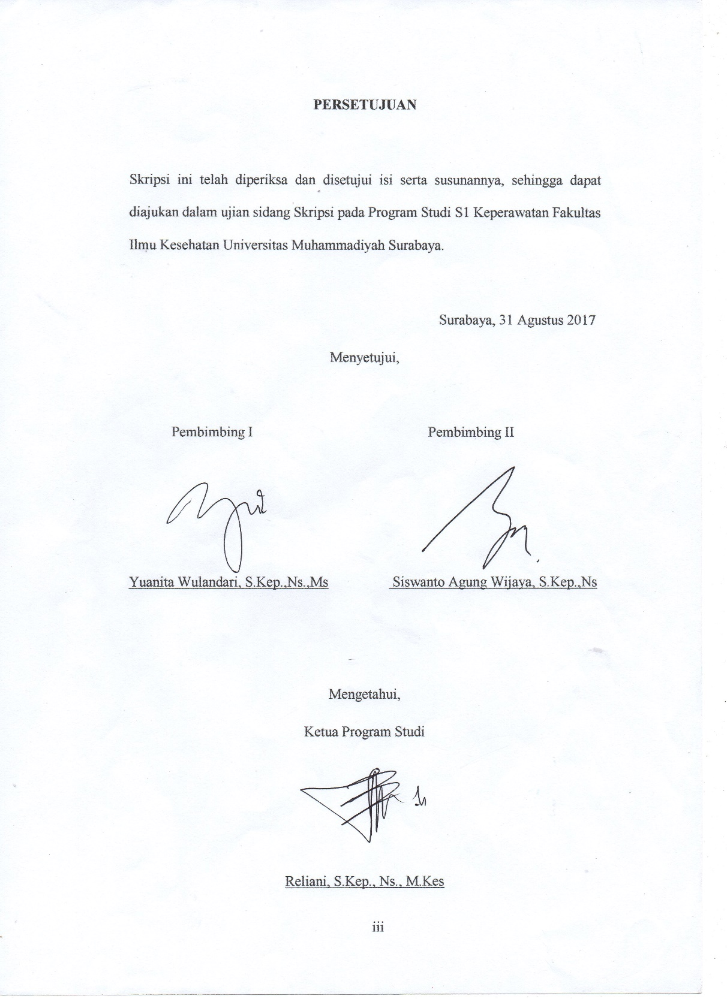 PERSETUJUAN
Skripsi ini telah diperiksa dan disetujui isi serta susunannya, sehingga dapat
diajukan dalam ujian sidang Skripsi pada Program Studi S1 Keperawatan Fakultas
Ilmu Kesehatan Universitas Muhammadiyah Surabaya.
Surabaya, 31 Agustus 2017
Menyetujui,
Pembimbing I Pembimbing II
Yuanita Wulandari, S.Kep.,Ns.,Ms Siswanto Agung Wijaya, S.Kep.,Ns
Mengetahui,
Ketua Program Studi
Reliani, S.Kep., Ns., M.Kes
iii